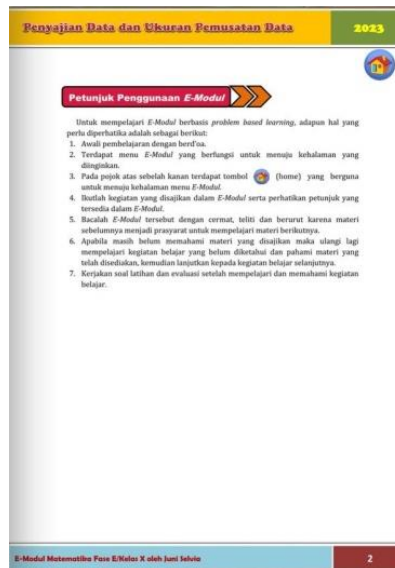 Penyajian Data dan Ukuran Pemusatan Data
2023
Petunjuk Penggunaan E-Modul
Untuk mempelajari E-Modul berbasis problem based learning, adapun hal yang
perlu diperhatika adalah sebagai berikut:
1. Awali pembelajaran dengan berd'oa.
2. Terdapat menu E-Modul yang berfungsi untuk menuju kehalaman yang
diinginkan.
3. Pada pojok atas sebelah kanan terdapat tombol (home) yang berguna
untuk menuju kehalaman menu E-Modul.
4. Ikutlah kegiatan yang disajikan dalam E-Modul serta perhatikan petunjuk yang
tersedia dalam E-Modul.
5. Bacalah E-Modul tersebut dengan cermat, teliti dan berurut karena materi
sebelumnya menjadi prasyarat untuk mempelajari materi berikutnya.
6. Apabila masih belum memahami materi yang disajikan maka ulangi lagi
mempelajari kegiatan belajar yang belum diketahui dan pahami materi yang
telah disediakan, kemudian lanjutkan kepada kegiatan belajar selanjutnya.
7. Kerjakan soal latihan dan evaluasi setelah mempelajari dan memahami kegiatan
belajar.
E-Modul Matematika Fase E/Kelas X oleh Juni Selvia
2